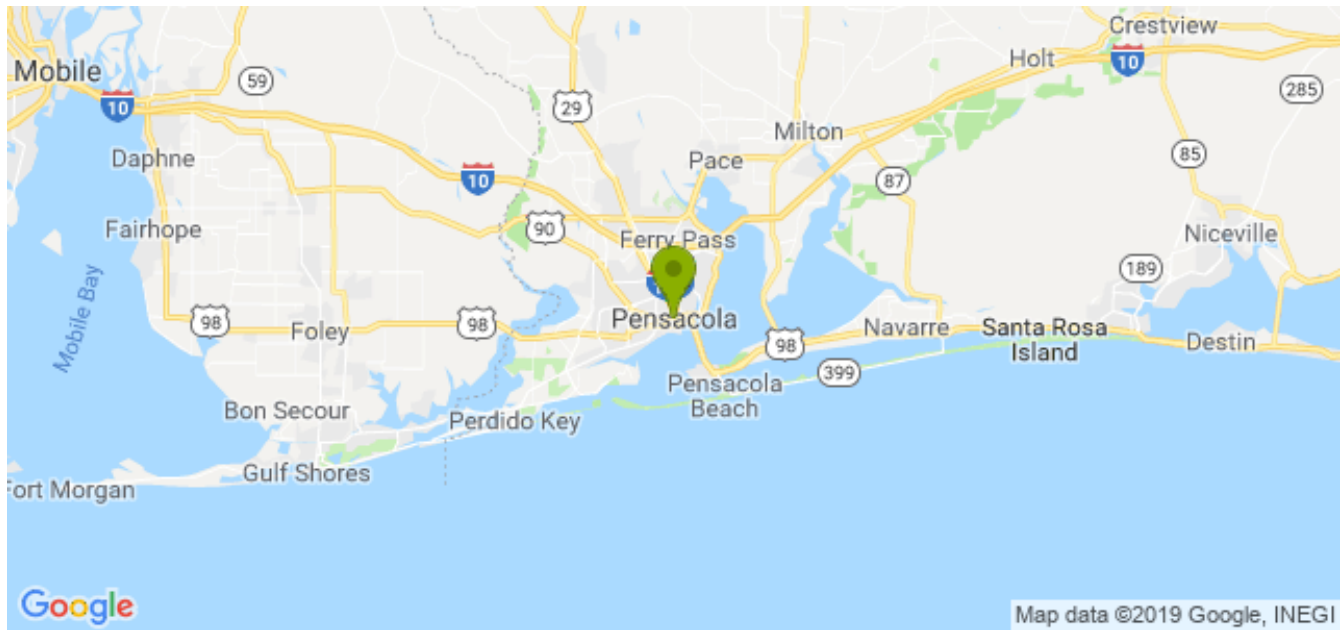 Crestview
Holt
10
Mobile
59
285
10
29
Milton
Daphne
Pace
85
10
87
Fairhope
90
Ferry Pass
Niceville
189
Mobile Bay
98
Foley
98
Pensacola
98
Navarre
Santa Rosa
Island
Destin
399
Pensacola
Beach
Bon Secour
Perdido Key
Gulf Shores
Fort Morgan
Google
Map data ©2019 Google, INEGI